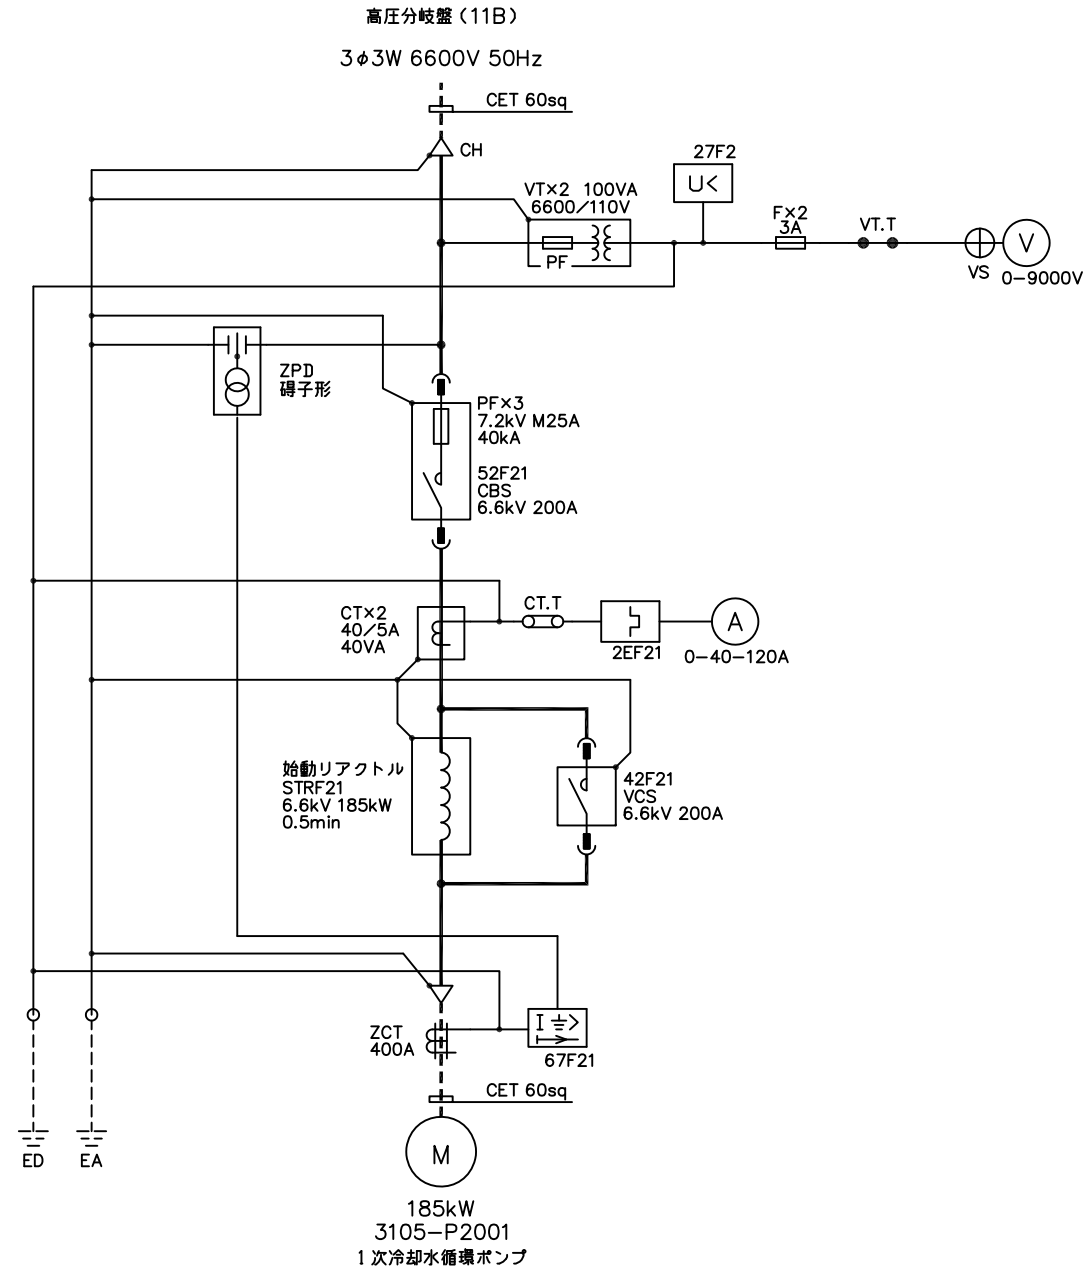 高圧分岐盤(11B)
3φ3W 6600V 50Hz
CET 60sq
CH
27F2
U<
VT×2 100VA
6600/110V
PF
F×2
3A
VT.T
VS
V
0-9000V
ZPD
碍子形
PF×3
7.2kV M25A
40kA
52F21
CBS
6.6kV 200A
CT×2
40/5A
40VA
CT.T
2EF21
A
0-40-120A
始動リアクトル
STRF21
6.6kV 185kW
0.5min
42F21
VCS
6.6kV 200A
ZCT
400A
I
>
67F21
CET 60sq
ED
EA
M
185kW
3105-P2001
1次冷却水循環ポンプ